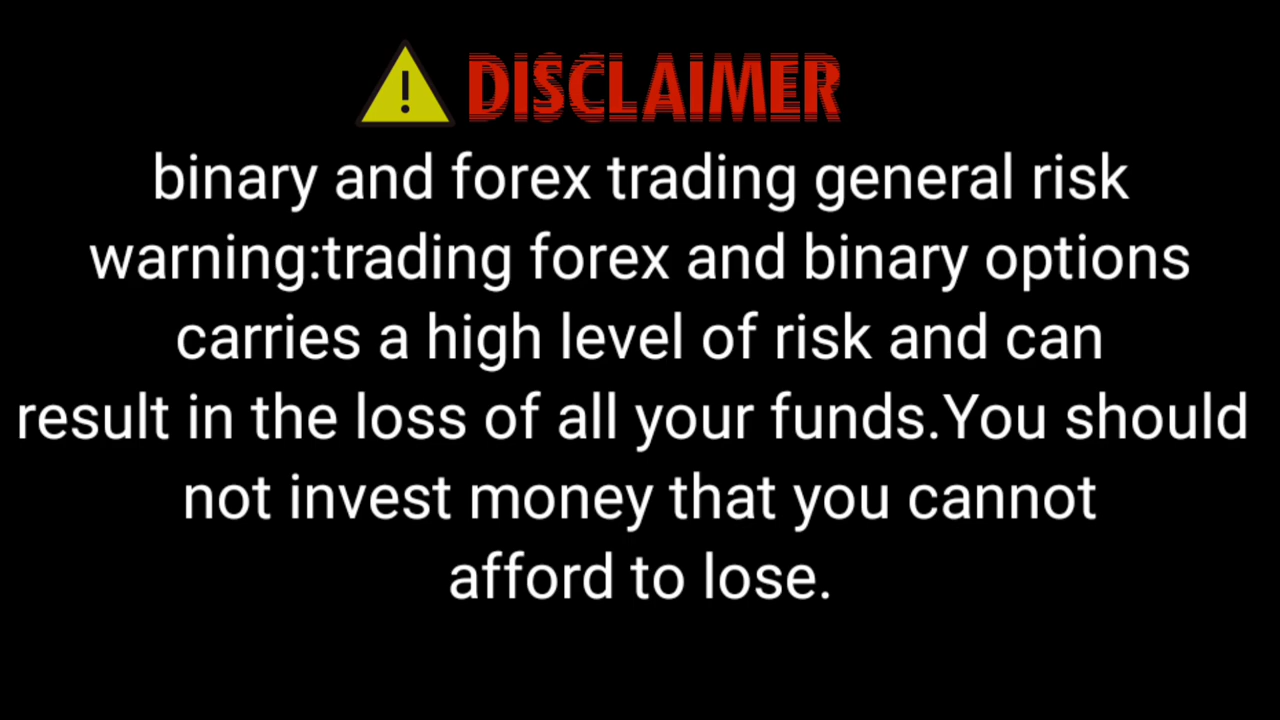 DISCLAIMER
binary and forex trading general risk
warning:trading forex and binary options
carries a high level of risk and can
result in the loss of all your funds.You should
not invest money that you cannot
afford to lose.